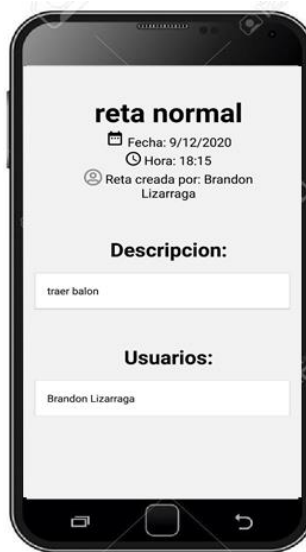 reta normal
Fecha: 9/12/2020
Hora: 18:15
Reta creada por: Brandon
Lizarraga
Descripcion:
traer balon
Usuarios:
Brandon Lizarraga